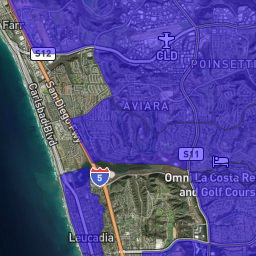 Farr
S12
CLD
POINSETT
Carlsbad Blvd
San Diego Fwy
AVIARA
S11
5
Omn La Costa Re
and Golf Cours
Leucadia